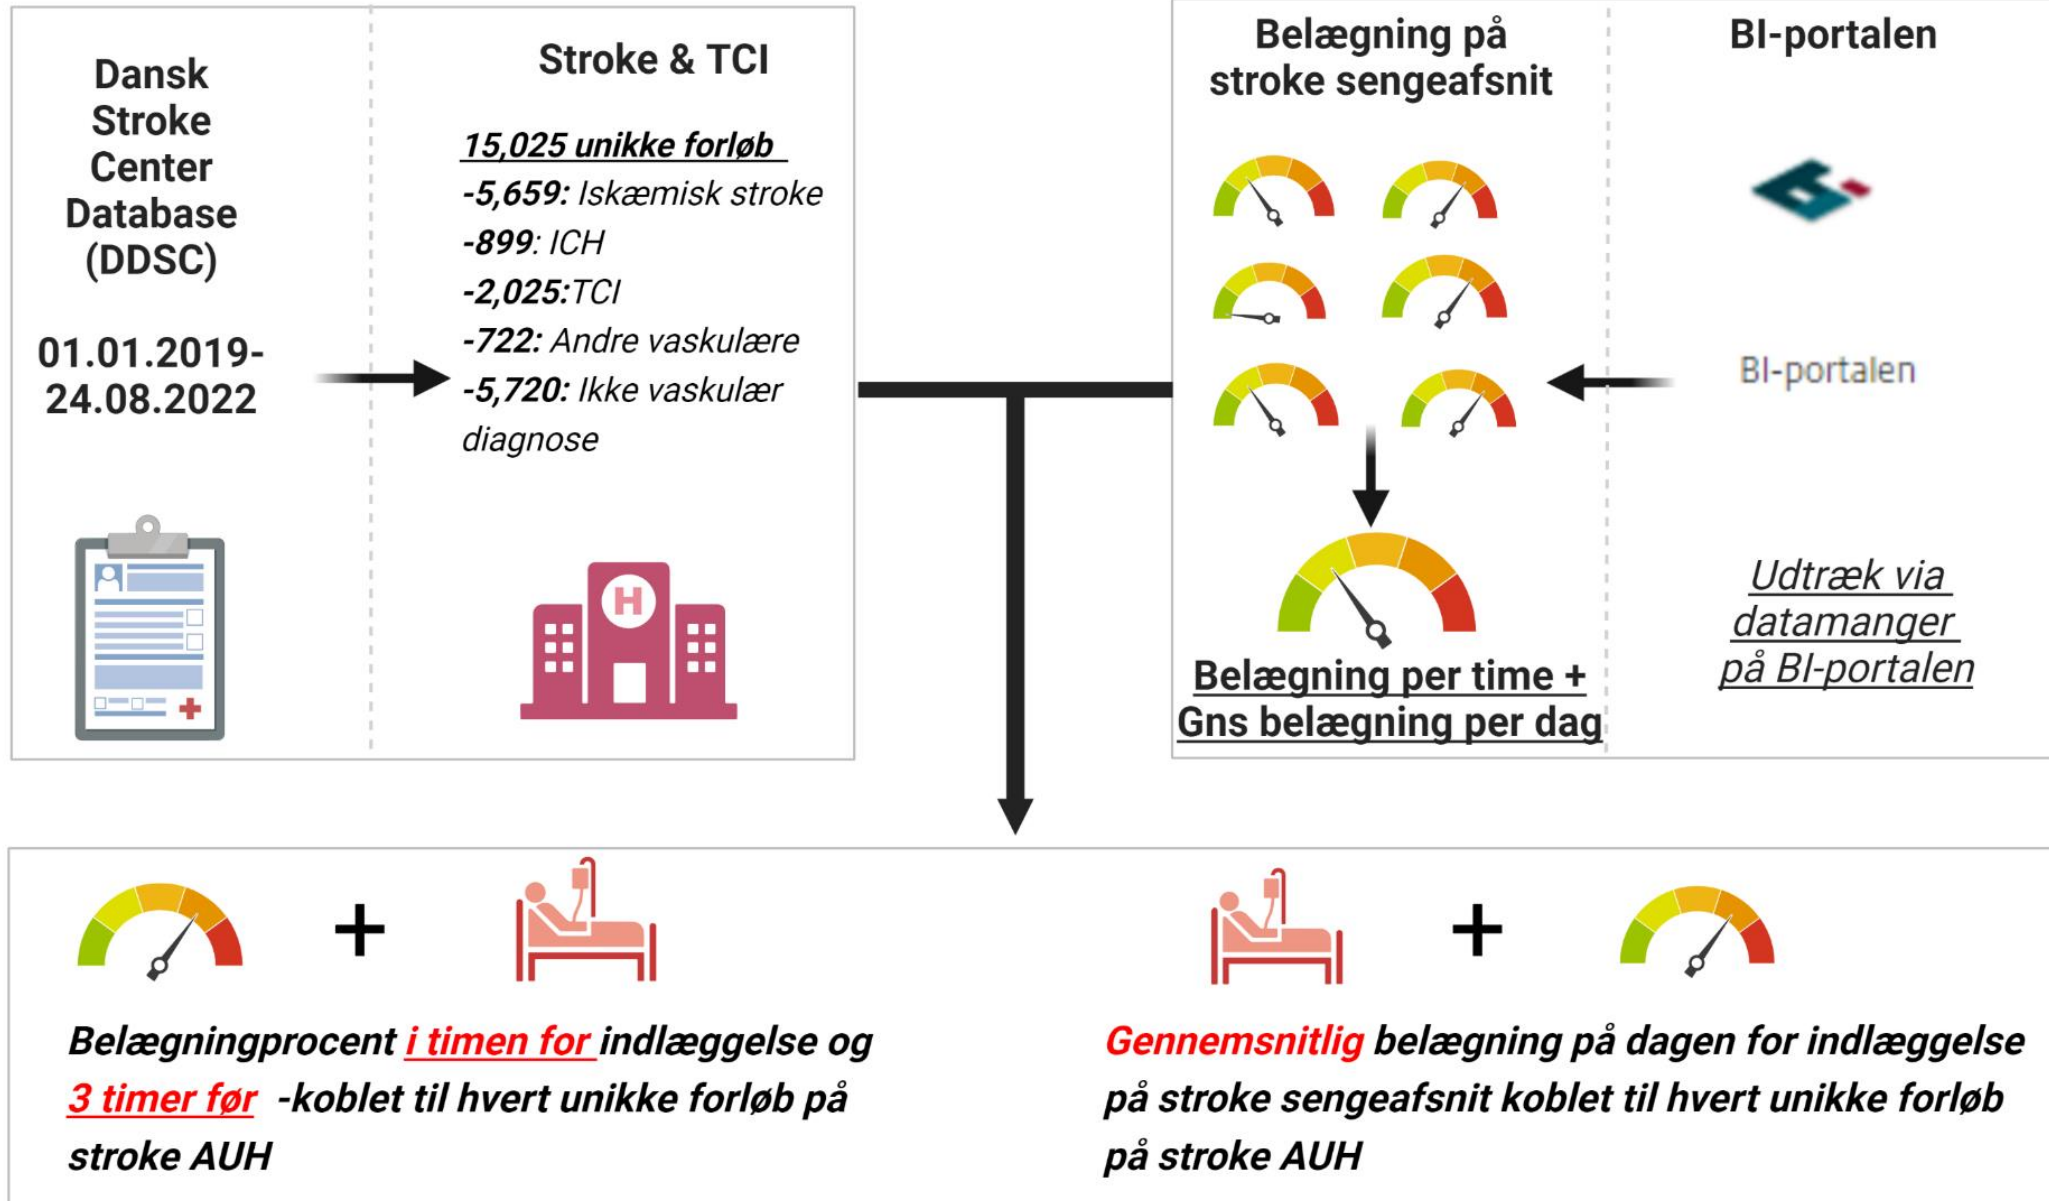 Dansk
Stroke
Center
Database
(DDSC)
01.01.2019-
24.08.2022
Stroke & TCI
15,025 unikke forløb
-5,659: Iskæmisk stroke
-899: ICH
-2,025:TCI
-722: Andre vaskulære
-5,720: Ikke vaskulær
diagnose
H
Belægning på
stroke sengeafsnit
Belægning per time +
Gns belægning per dag
BI-portalen
BI-portalen
Udtræk via
datamanger
på BI-portalen
Belægningprocent i timen for indlæggelse og
3 timer før -koblet til hvert unikke forløb på
stroke AUH
Gennemsnitlig belægning på dagen for indlæggelse
på stroke sengeafsnit koblet til hvert unikke forløb
på stroke AUH